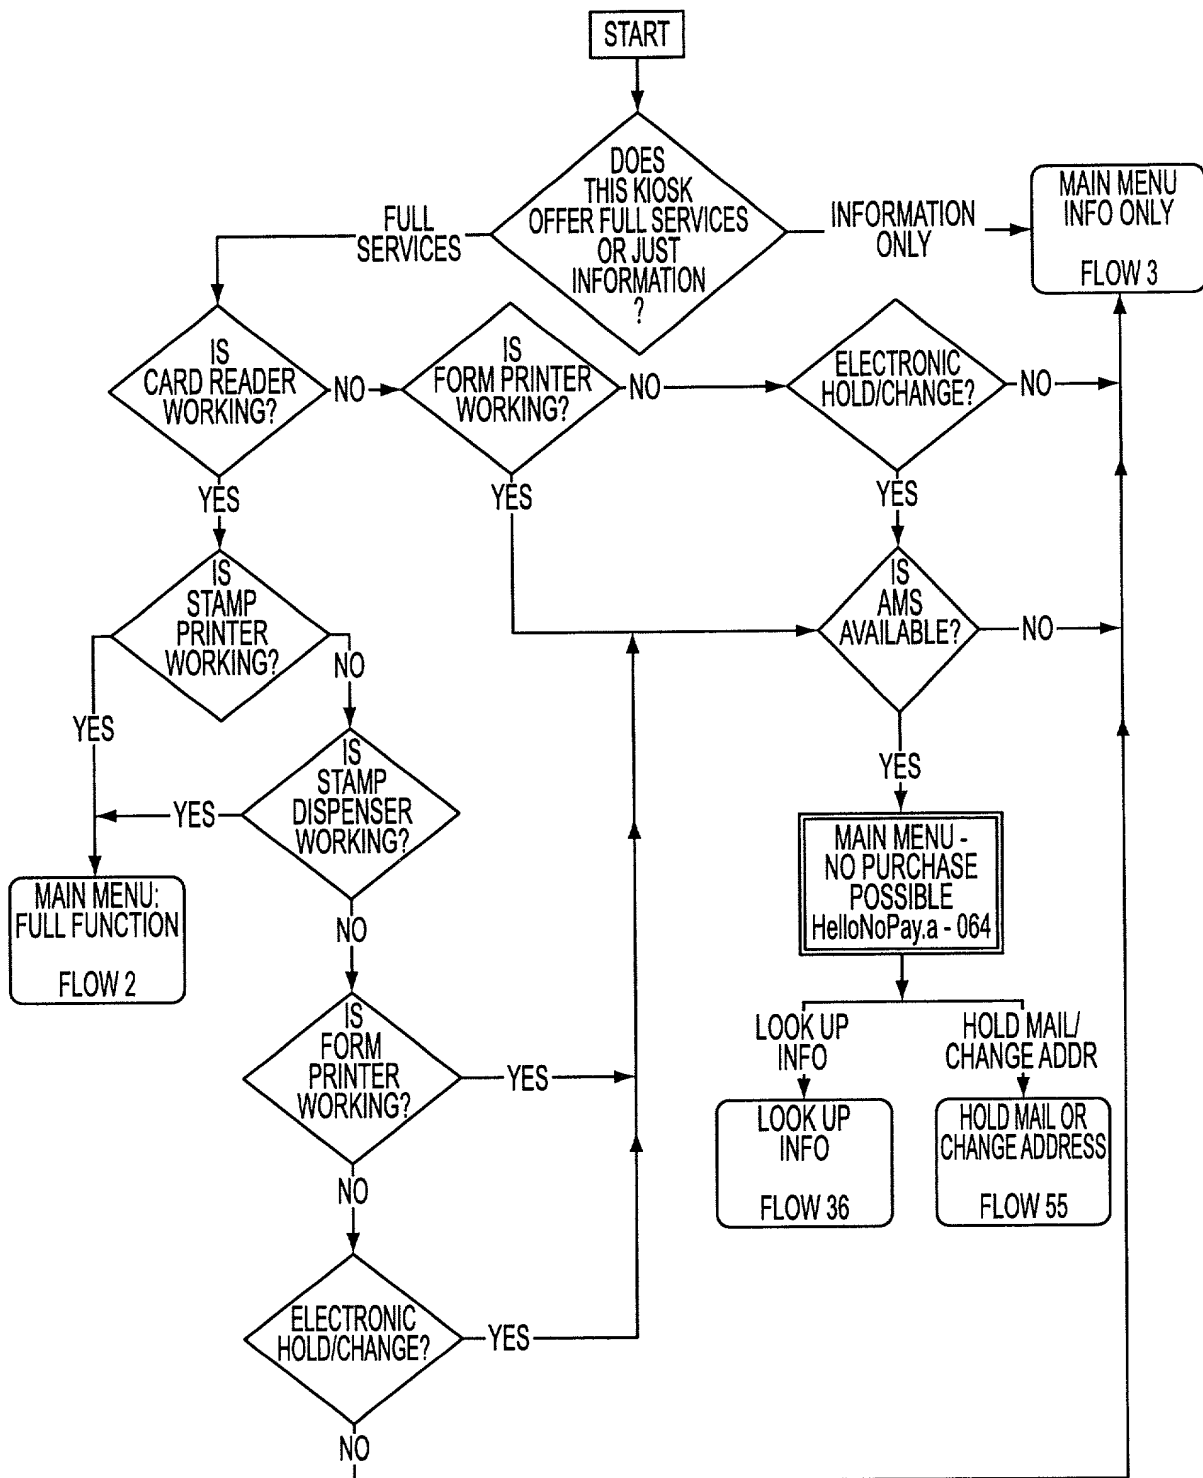 START
DOES
THIS KIOSK
OFFER FULL SERVICES
OR JUST
INFORMATION
?
FULL
SERVICES
INFORMATION
ONLY
MAIN MENU
INFO ONLY
FLOW 3
IS
CARD READER
WORKING?
NO
IS
FORM PRINTER
WORKING?
NO
ELECTRONIC
HOLD/CHANGE?
NO
YES
YES
YES
IS
STAMP
PRINTER
WORKING?
NO
YES
IS
AMS
AVAILABLE?
NO
YES
IS
STAMP
DISPENSER
WORKING?
YES
NO
MAIN MENU:
FULL FUNCTION
FLOW 2
MAIN MENU -
NO PURCHASE
POSSIBLE
HelloNoPay.a - 064
LOOK UP
INFO
HOLD MAIL/
CHANGE ADDR
IS
FORM
PRINTER
WORKING?
YES
NO
LOOK UP
INFO
FLOW 36
HOLD MAIL OR
CHANGE ADDRESS
FLOW 55
ELECTRONIC
HOLD/CHANGE?
YES
NO